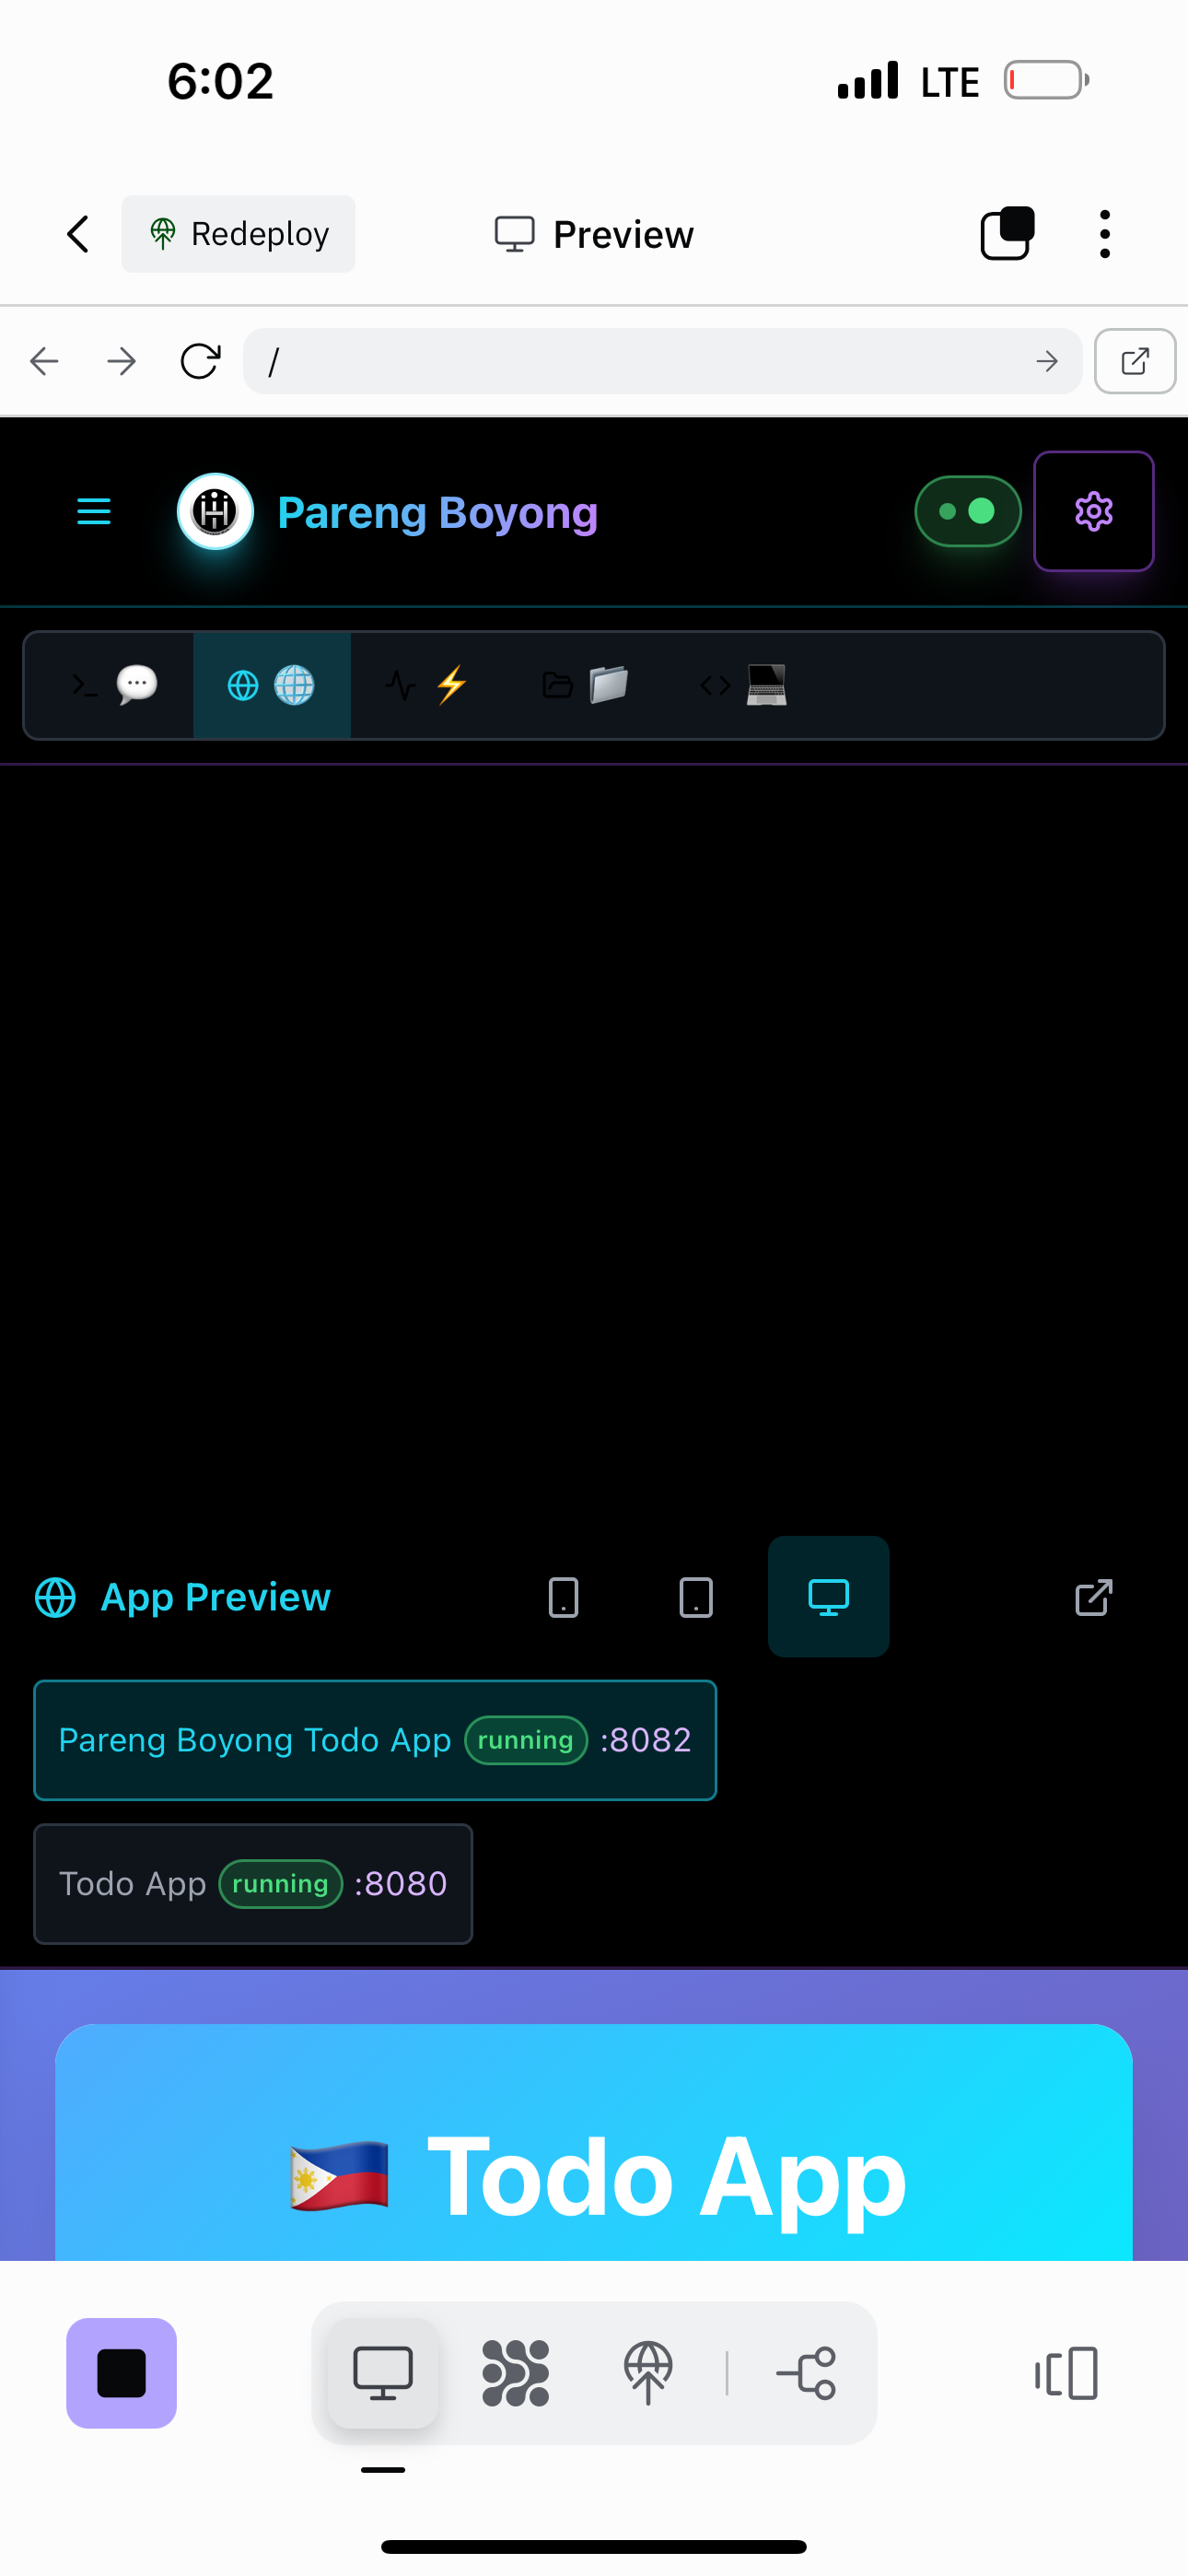 6:02
LTE
Redeploy
Preview
/
Pareng Boyong
App Preview
Pareng Boyong Todo App running :8082
Todo App running :8080
Todo App